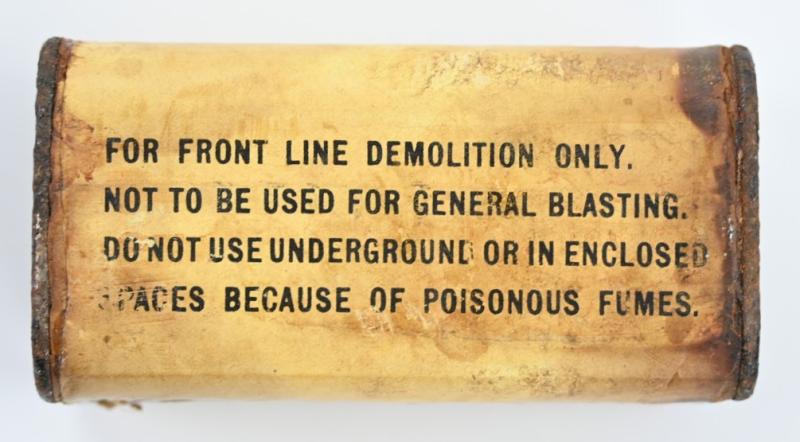 FOR FRONT LINE DEMOLITION ONLY.
NOT TO BE USED FOR GENERAL BLASTING.
DO NOT USE UNDERGROUND OR IN ENCLOSED
SPACES BECAUSE OF POISONOUS FUMES.